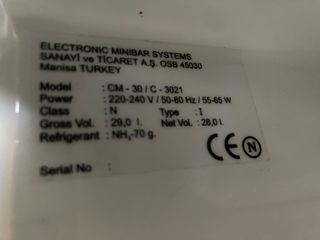 ELECTRONIC MINIBAR SYSTEMS
SANAYİ ve TİCARET A.Ş. OSB 45030
Manisa TURKEY
Model : CM - 30 / C - 3021
Power : 220-240 V / 50-60 Hz / 55-65 W
Class : N Type : I
Gross Vol. : 29,0 l. Net Vol. : 28,0 l.
Refrigerant : NH₃-70 g.
CE N
Serial No :